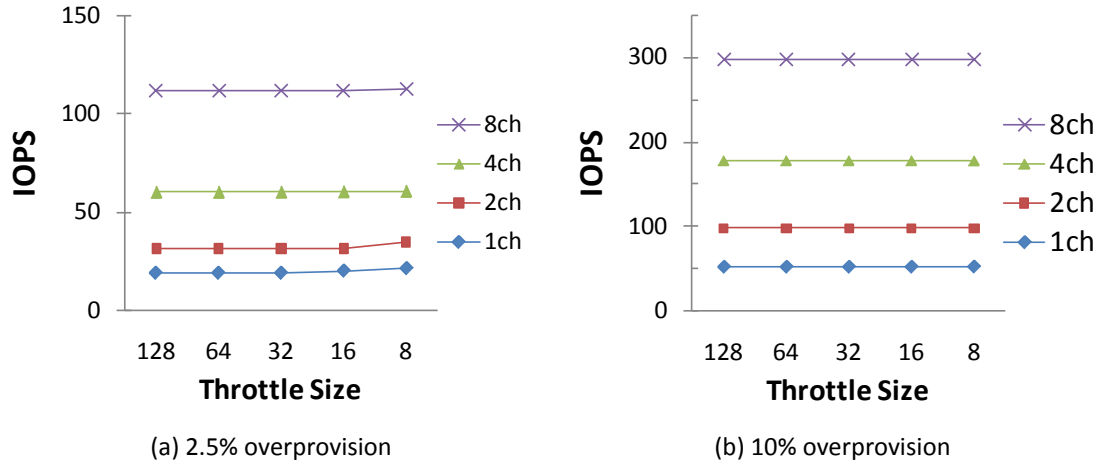 150
100
50
0
IOPS
128 64 32 16 8
Throttle Size
8ch
4ch
2ch
1ch
(a) 2.5% overprovision
300
200
100
0
IOPS
128 64 32 16 8
Throttle Size
8ch
4ch
2ch
1ch
(b) 10% overprovision